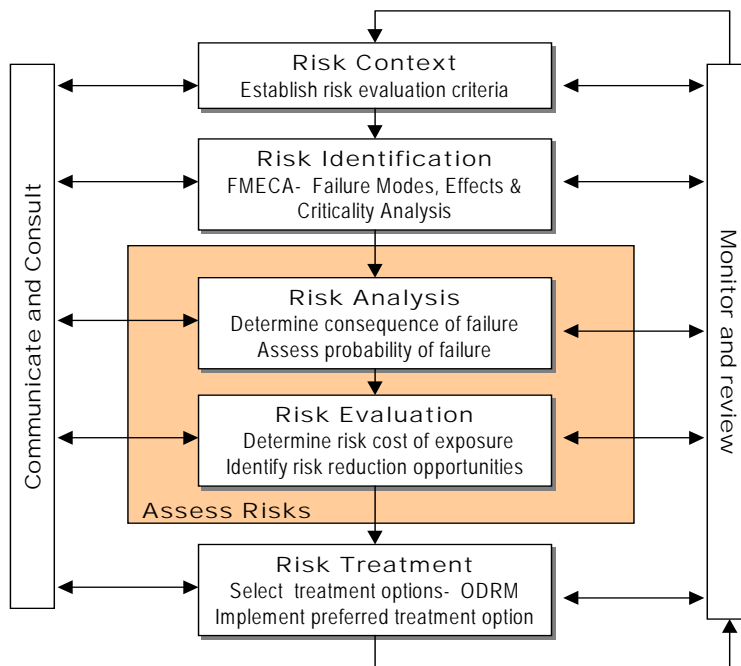 Risk Context
Establish risk evaluation criteria
Risk Identification
FMECA- Failure Modes, Effects &
Criticality Analysis
Risk Analysis
Determine consequence of failure
Assess probability of failure
Risk Evaluation
Determine risk cost of exposure
Identify risk reduction opportunities
Assess Risks
Risk Treatment
Select treatment options- ODRM
Implement preferred treatment option
Communicate and Consult
Monitor and review